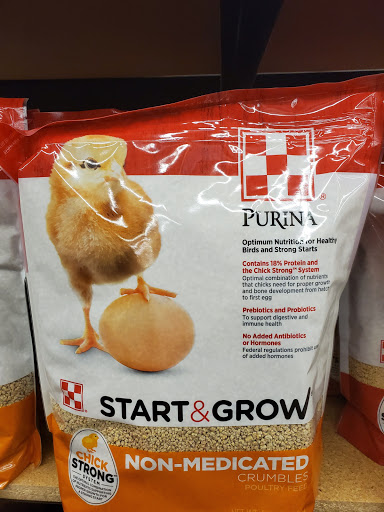 PURINA
Optimum Nutrition for Healthy
Birds and Strong Starts
Contains 18% Protein and
the Chick Strong™ System
Optimal combination of nutrients
that chicks need for proper growth
and bone development from hatch
to first egg
Prebiotics and Probiotics
To support digestive and
immune health
No Added Antibiotics
or Hormones
Federal regulations prohibit
of added hormones
START&GROW
CHICK
STRONG
SYSTEM
NON-MEDICATED
CRUMBLES
POULTRY FEED